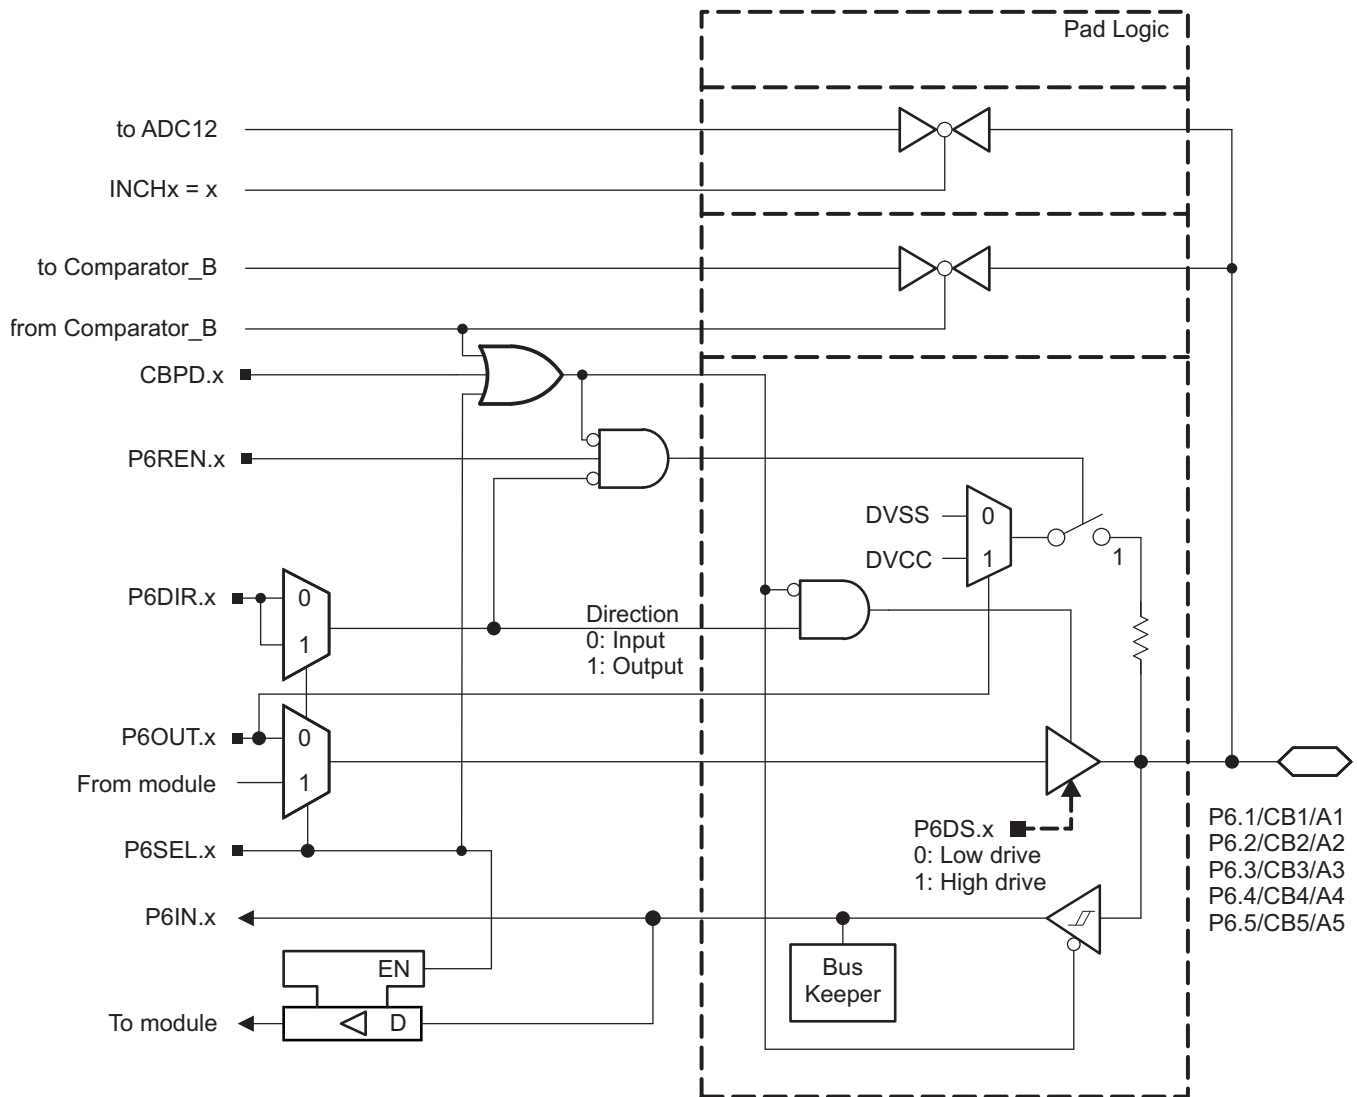 Pad Logic
to ADC12
INCHx = x
to Comparator_B
from Comparator_B
CBPD.x
P6REN.x
DVSS
0
DVCC
1
1
P6DIR.x
0
1
Direction
0: Input
1: Output
P6OUT.x
0
From module
1
P6DS.x
0: Low drive
1: High drive
P6SEL.x
P6.1/CB1/A1
P6.2/CB2/A2
P6.3/CB3/A3
P6.4/CB4/A4
P6.5/CB5/A5
P6IN.x
EN
Bus
Keeper
To module
D